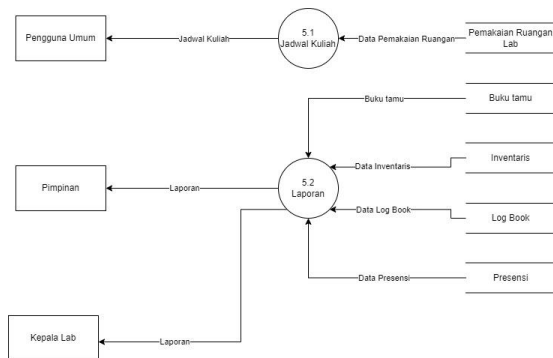 Pengguna Umum
Jadwal Kuliah
5.1
Jadwal Kuliah
Data Pemakaian Ruangan
Pemakaian Ruangan
Lab
Buku tamu
Buku tamu
Data Inventaris
Inventaris
Pimpinan
Laporan
5.2
Laporan
Data Log Book
Log Book
Data Presensi
Presensi
Kepala Lab
Laporan